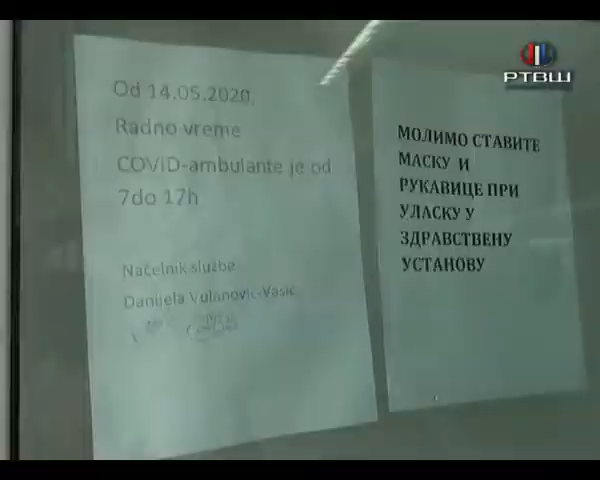 Od 14.05.2020.
Radno vreme
COVID-ambulante je od
7do 17h
Načelnik službe
Danijela Vulanović-Vasić
МОЛИМО СТАВИТЕ
МАСКУ И
РУКАВИЦЕ ПРИ
УЛАСКУ У
ЗДРАВСТВЕНУ
УСТАНОВУ
РТВШ